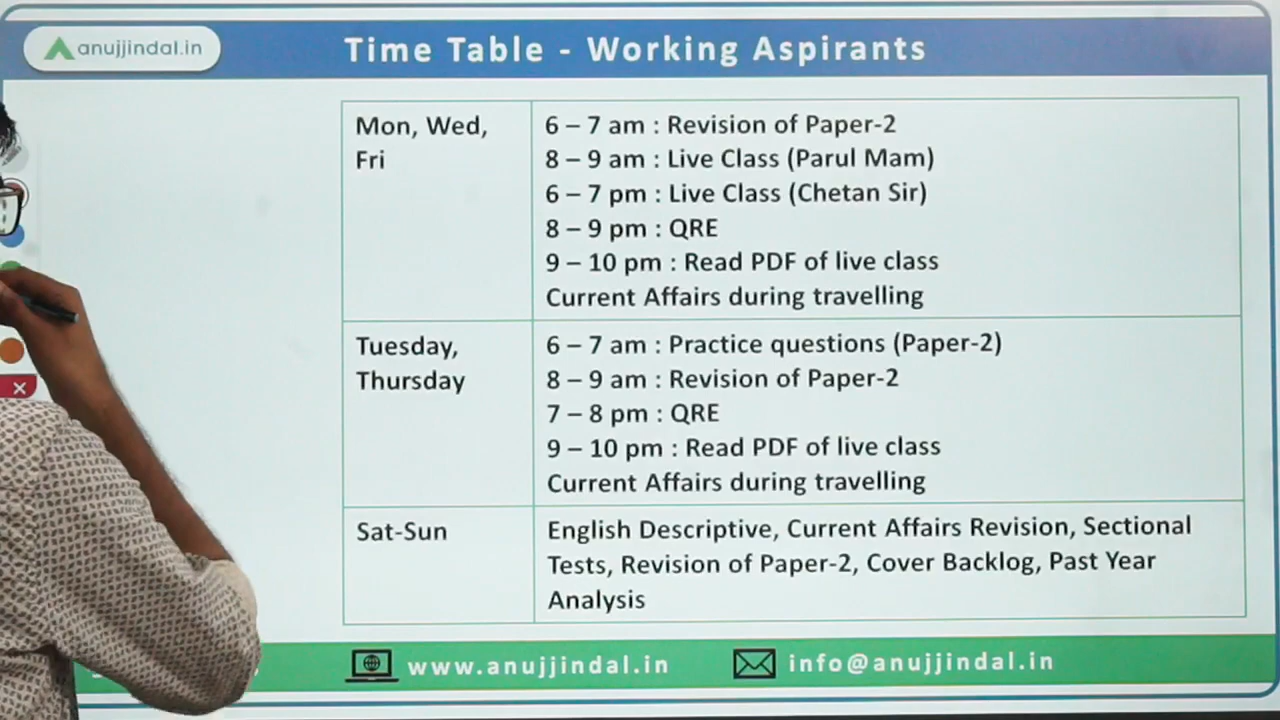 anujjindal.in
Time Table - Working Aspirants
Mon, Wed,
Fri
6 – 7 am : Revision of Paper-2
8 – 9 am : Live Class (Parul Mam)
6 – 7 pm : Live Class (Chetan Sir)
8 – 9 pm : QRE
9 – 10 pm : Read PDF of live class
Current Affairs during travelling
Tuesday,
Thursday
6 – 7 am : Practice questions (Paper-2)
8 – 9 am : Revision of Paper-2
7 – 8 pm : QRE
9 – 10 pm : Read PDF of live class
Current Affairs during travelling
Sat-Sun
English Descriptive, Current Affairs Revision, Sectional
Tests, Revision of Paper-2, Cover Backlog, Past Year
Analysis
www.anujjindal.in
info@anujjindal.in